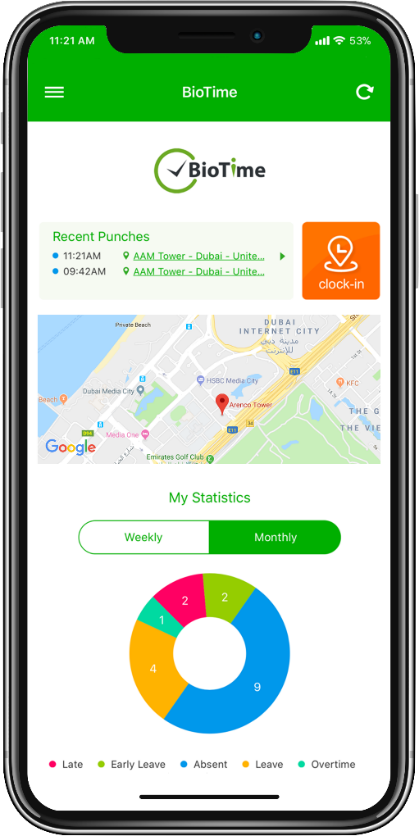 11:21 AM
53%
BioTime
BioTime
Recent Punches
11:21AM AAM Tower - Dubai - Unite...
09:42AM AAM Tower - Dubai - Unite...
clock-in
Private Beach
DUBAI
INTERNET CITY
مدينة دبي
للإنترنت
HSBC Media City
KFC
Dubai Media City
E11
Beach
Arenco Tower
THE G
Media One
E11
THE VIE
Google
Emirates Golf Club
My Statistics
Weekly
Monthly
2
2
1
4
9
Late Early Leave Absent Leave Overtime